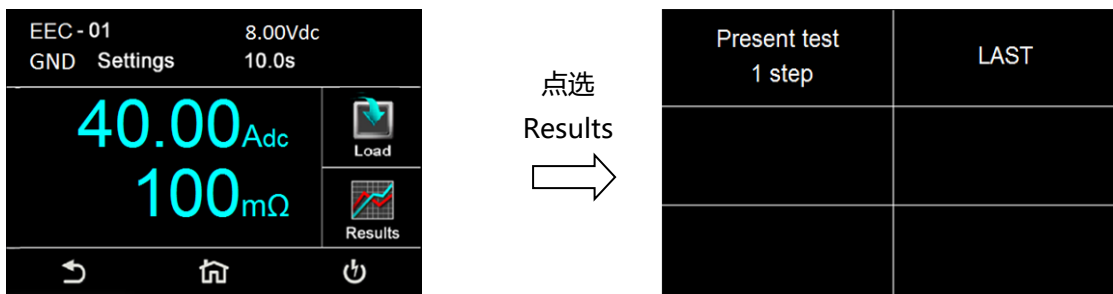 EEC - 01 8.00Vdc
GND Settings 10.0s
40.00Adc
100mΩ
Load
Results
点选
Results
Present test
1 step
LAST